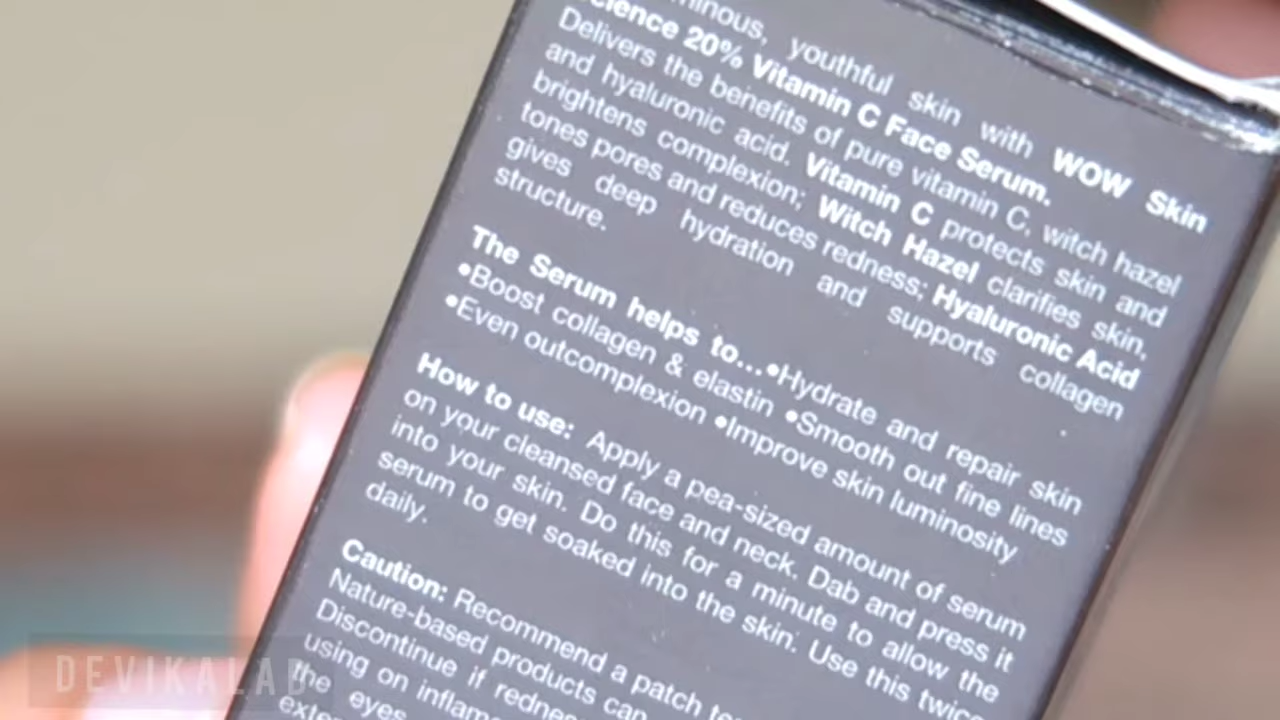 youthful skin with WOW Skin
Science 20% Vitamin C Face Serum.
Delivers the benefits of pure vitamin C, witch hazel
and hyaluronic acid. Vitamin C protects skin and
brightens complexion; Witch Hazel clarifies skin,
tones pores and reduces redness; Hyaluronic Acid
gives deep hydration and supports collagen
structure.
The Serum helps to...•Hydrate and repair skin
•Boost collagen & elastin •Smooth out fine lines
•Even outcomplexion •Improve skin luminosity
How to use: Apply a pea-sized amount of serum
on your cleansed face and neck. Dab and press it
into your skin. Do this for a minute to allow the
serum to get soaked into the skin. Use this twice
daily.
Caution: Recommend a patch
Nature-based products can
Discontinue if
using on
the eyes
DEVIKALAB